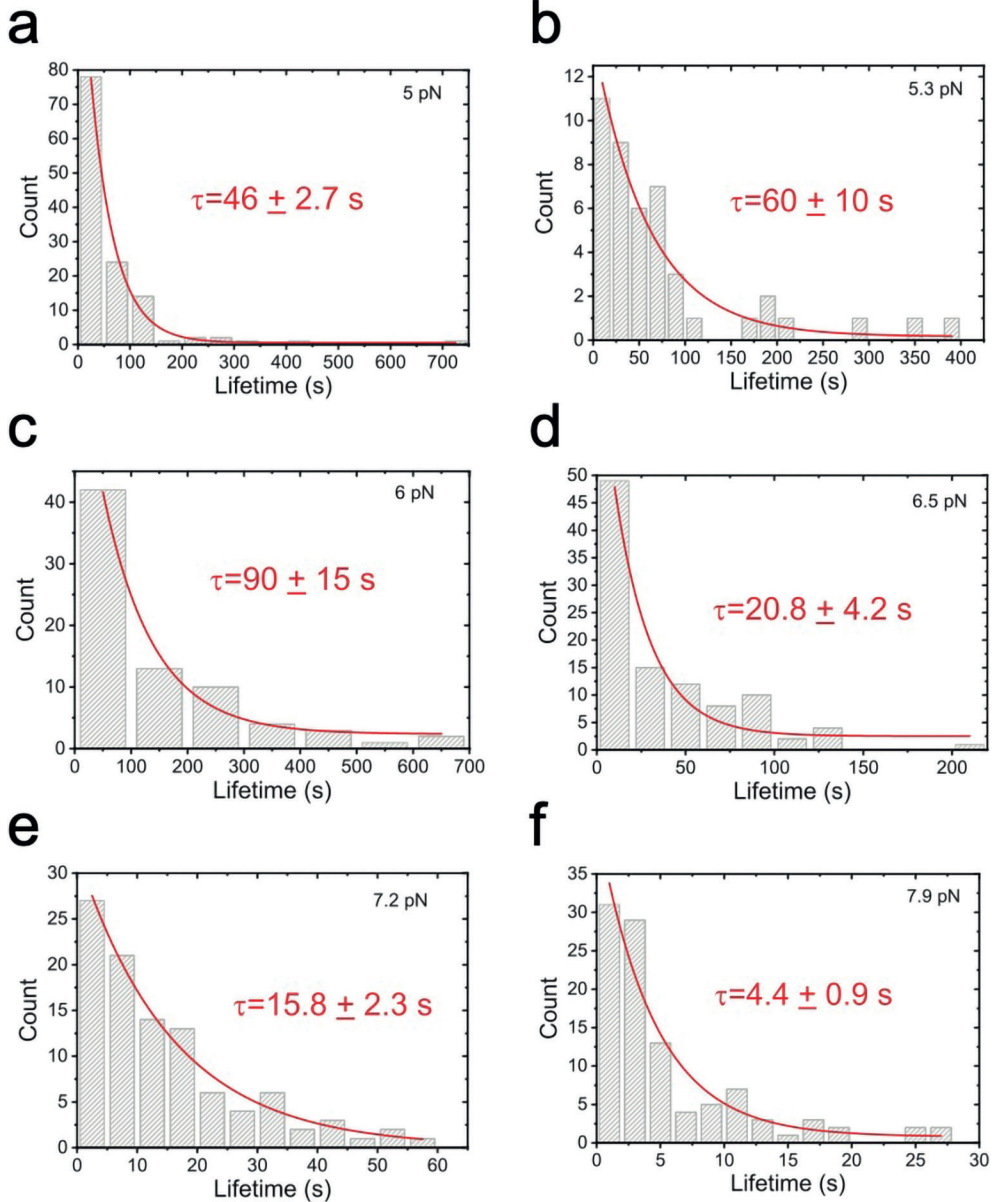 a
80
70
60
50
40
30
20
10
0
Count
5 pN
τ=46 ± 2.7 s
0 100 200 300 400 500 600 700
Lifetime (s)
b
12
10
8
6
4
2
0
Count
5.3 pN
τ=60 ± 10 s
0 25 50 75 100 150 200 250 300 350 400
Lifetime (s)
c
40
30
20
10
0
Count
6 pN
τ=90 ± 15 s
0 100 200 300 400 500 600 700
Lifetime (s)
d
50
45
40
35
30
25
20
15
10
5
0
Count
6.5 pN
τ=20.8 ± 4.2 s
0 50 100 150 200
Lifetime (s)
e
30
25
20
15
10
5
0
Count
7.2 pN
τ=15.8 ± 2.3 s
0 10 20 30 40 50 60
Lifetime (s)
f
35
30
25
20
15
10
5
0
Count
7.9 pN
τ=4.4 ± 0.9 s
0 5 10 15 20 25 30
Lifetime (s)